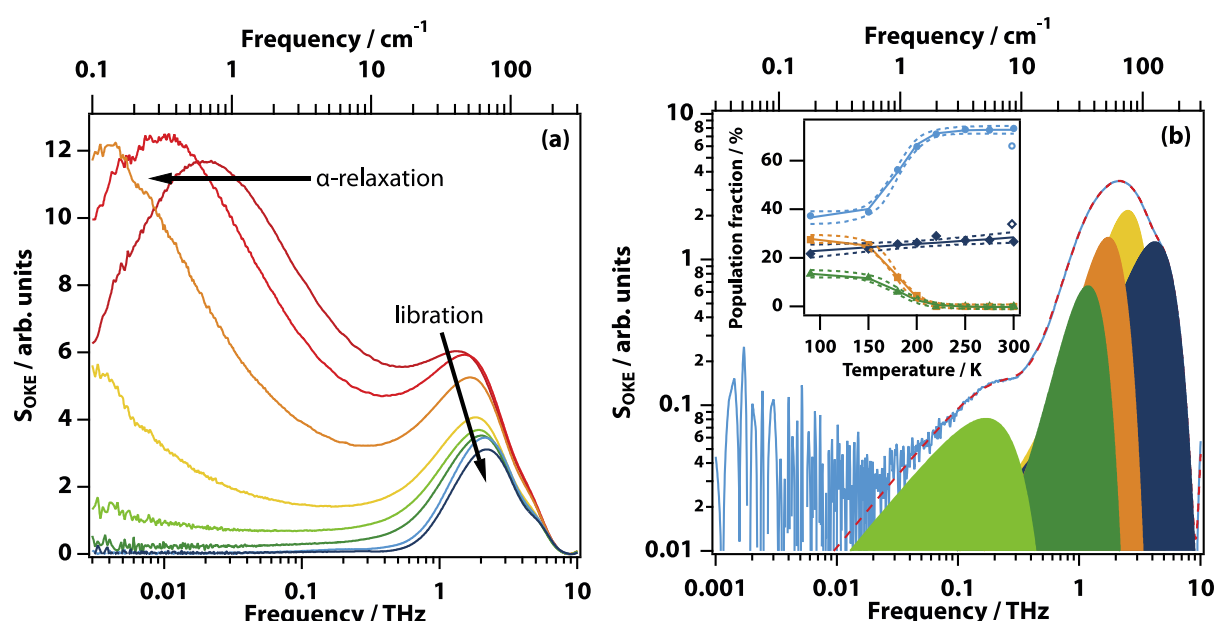 Frequency / cm⁻¹
0.1 1 10 100
(a)
S_OKE / arb. units
12
10
8
6
4
2
0
α-relaxation
libration
0.01 0.1 1 10
Frequency / THz
Frequency / cm⁻¹
0.1 1 10 100
(b)
S_OKE / arb. units
10
8
6
4
2
1
8
6
4
2
0.1
8
6
4
2
0.01
Population fraction / %
60
40
20
0
100 150 200 250 300
Temperature / K
0.001 0.01 0.1 1 10
Frequency / THz